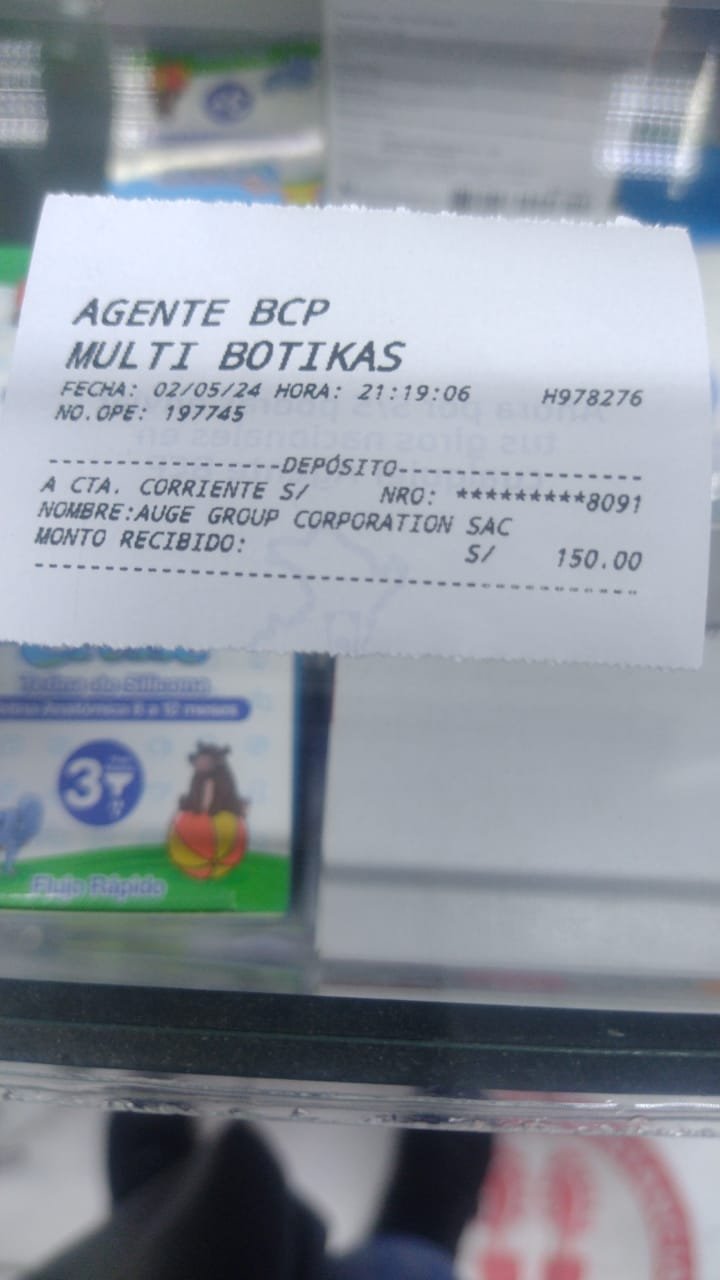 AGENTE BCP
MULTI BOTIKAS
FECHA: 02/05/24 HORA: 21:19:06 H978276
NO.OPE: 197745
-----------------DEPÓSITO------------------
A CTA. CORRIENTE S/ NRO: *********8091
NOMBRE:AUGE GROUP CORPORATION SAC
MONTO RECIBIDO: S/ 150.00
Tetina de Silicona
6 a 12 meses
3
Flujo Rápido